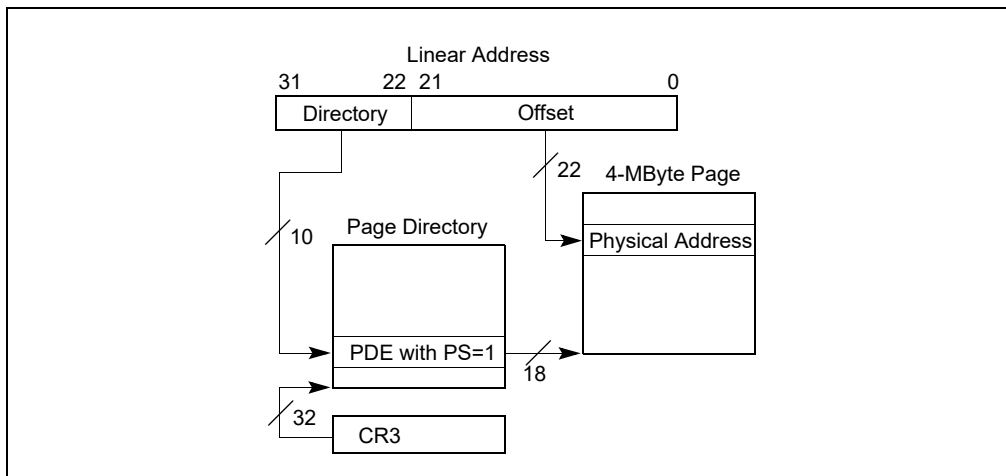 Linear Address
31 22 21 0
Directory Offset
22 4-MByte Page
10 Page Directory Physical Address
PDE with PS=1
18
32 CR3